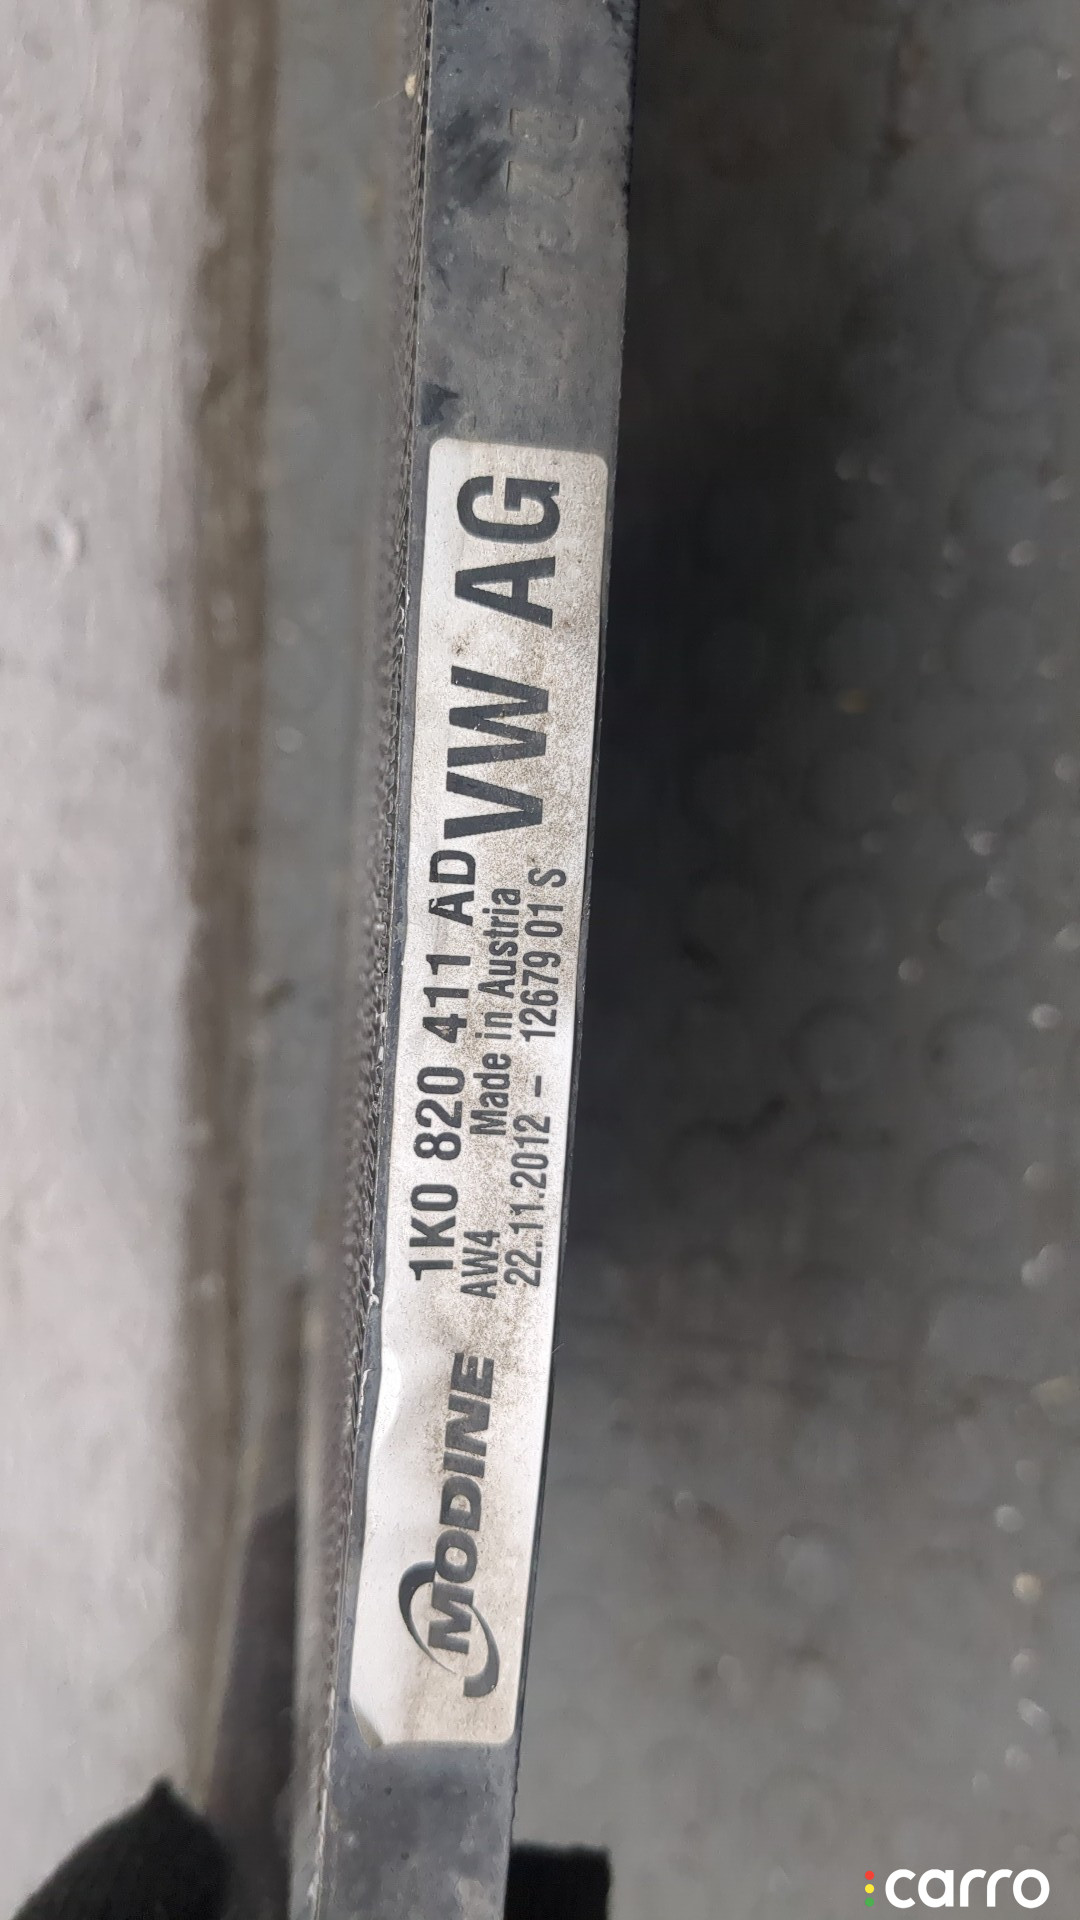 MODINE
1K0 820 411 AD
VW AG
AW4 Made in Austria
22.11.2012 – 12679 01 S
carro